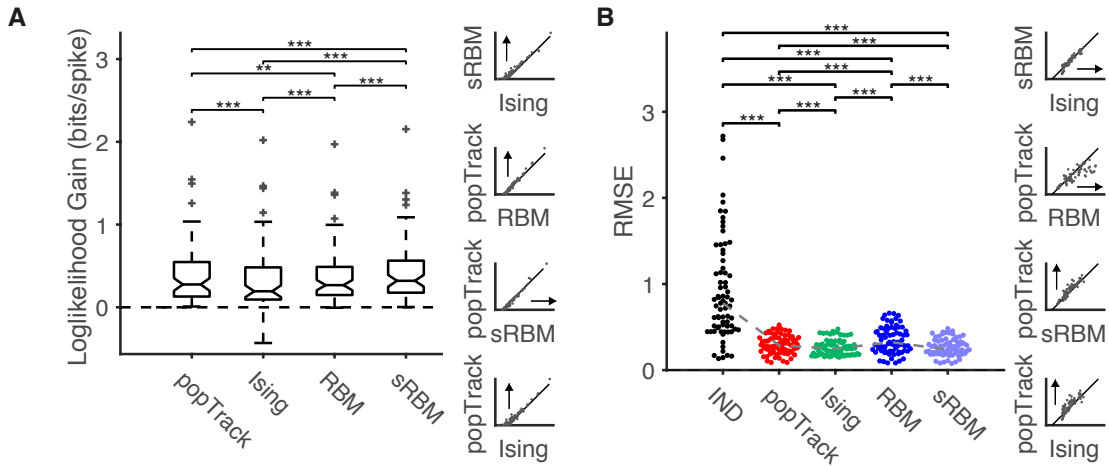 A
Loglikelihood Gain (bits/spike)
3
2
1
0
***
***
**
***
***
***
popTrack
Ising
RBM
sRBM
sRBM
Ising
popTrack
RBM
popTrack
sRBM
popTrack
Ising
B
RMSE
3
2
1
0
***
***
***
***
***
***
***
***
***
IND
popTrack
Ising
RBM
sRBM
sRBM
Ising
popTrack
RBM
popTrack
sRBM
popTrack
Ising